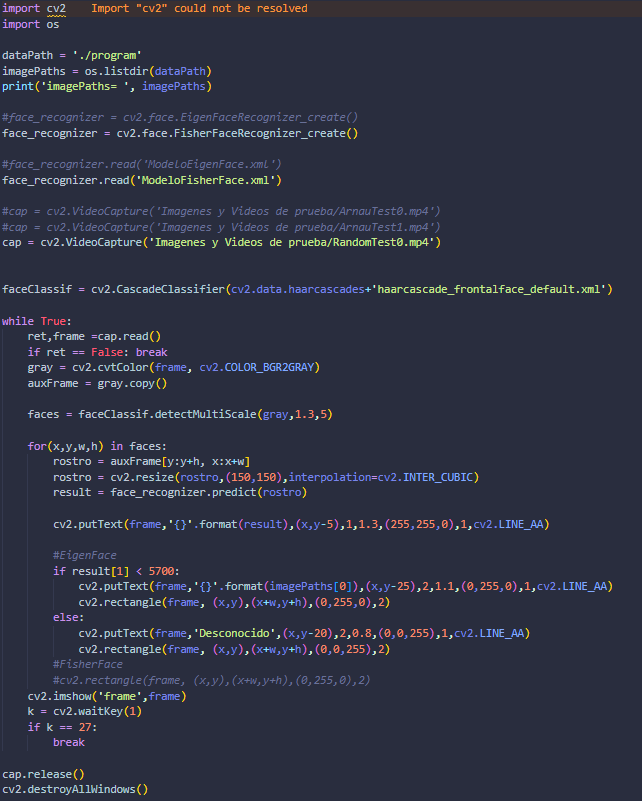 import cv2    Import "cv2" could not be resolved
import os
dataPath = './program'
imagePaths = os.listdir(dataPath)
print('imagePaths= ', imagePaths)
#face_recognizer = cv2.face.EigenFaceRecognizer_create()
face_recognizer = cv2.face.FisherFaceRecognizer_create()
#face_recognizer.read('ModeloEigenFace.xml')
face_recognizer.read('ModeloFisherFace.xml')
#cap = cv2.VideoCapture('Imagenes y Videos de prueba/ArnauTest0.mp4')
#cap = cv2.VideoCapture('Imagenes y Videos de prueba/ArnauTest1.mp4')
cap = cv2.VideoCapture('Imagenes y Videos de prueba/RandomTest0.mp4')
faceClassif = cv2.CascadeClassifier(cv2.data.haarcascades+'haarcascade_frontalface_default.xml')
while True:
    ret,frame =cap.read()
    if ret == False: break
    gray = cv2.cvtColor(frame, cv2.COLOR_BGR2GRAY)
    auxFrame = gray.copy()
    faces = faceClassif.detectMultiScale(gray,1.3,5)
    for(x,y,w,h) in faces:
        rostro = auxFrame[y:y+h, x:x+w]
        rostro = cv2.resize(rostro,(150,150),interpolation=cv2.INTER_CUBIC)
        result = face_recognizer.predict(rostro)
        cv2.putText(frame,'{}'.format(result),(x,y-5),1,1.3,(255,255,0),1,cv2.LINE_AA)
        #EigenFace
        if result[1] < 5700:
            cv2.putText(frame,'{}'.format(imagePaths[0]),(x,y-25),2,1.1,(0,255,0),1,cv2.LINE_AA)
            cv2.rectangle(frame, (x,y),(x+w,y+h),(0,255,0),2)
        else:
            cv2.putText(frame,'Desconocido',(x,y-20),2,0.8,(0,0,255),1,cv2.LINE_AA)
            cv2.rectangle(frame, (x,y),(x+w,y+h),(0,0,255),2)
        #FisherFace
        #cv2.rectangle(frame, (x,y),(x+w,y+h),(0,255,0),2)
    cv2.imshow('frame',frame)
    k = cv2.waitKey(1)
    if k == 27:
        break
cap.release()
cv2.destroyAllWindows()